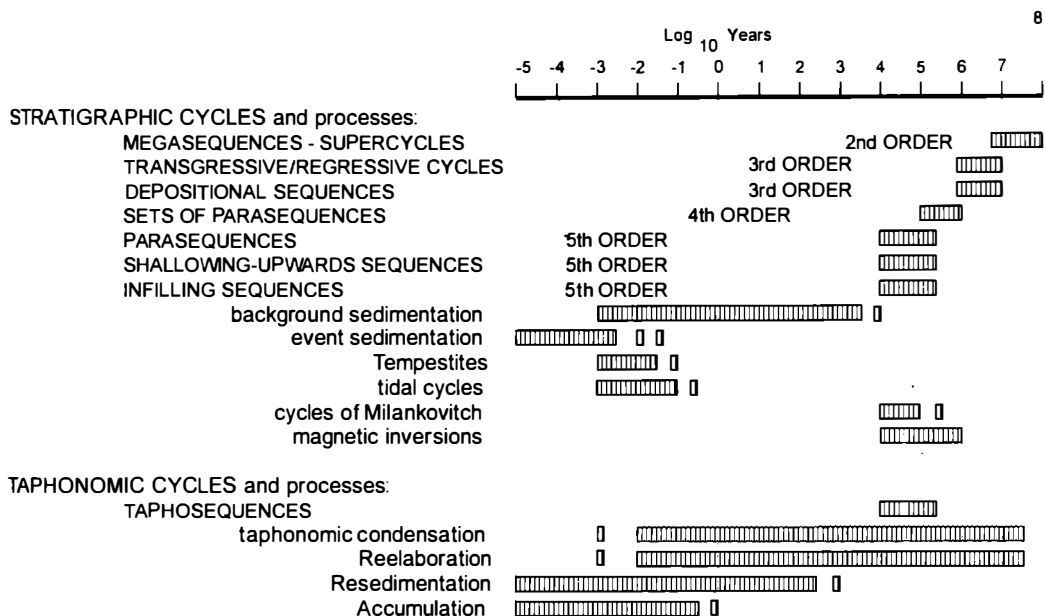 8
Log 10 Years
-5 -4 -3 -2 -1 0 1 2 3 4 5 6 7
STRATIGRAPHIC CYCLES and processes:
MEGASEQUENCES - SUPERCYCLES 2nd ORDER
TRANSGRESSIVE/REGRESSIVE CYCLES 3rd ORDER
DEPOSITIONAL SEQUENCES 3rd ORDER
SETS OF PARASEQUENCES 4th ORDER
PARASEQUENCES 5th ORDER
SHALLOWING-UPWARDS SEQUENCES 5th ORDER
INFILLING SEQUENCES 5th ORDER
background sedimentation
event sedimentation
Tempestites
tidal cycles
cycles of Milankovitch
magnetic inversions
TAPHONOMIC CYCLES and processes:
TAPHOSEQUENCES
taphonomic condensation
Reelaboration
Resedimentation
Accumulation